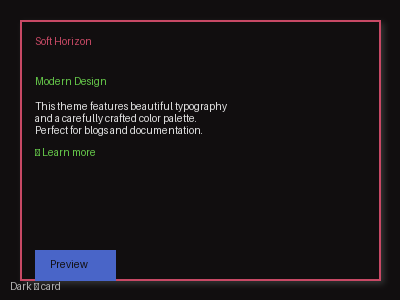 Soft Horizon
Modern Design
This theme features beautiful typography
and a carefully crafted color palette.
Perfect for blogs and documentation.
Learn more
Preview
Dark card